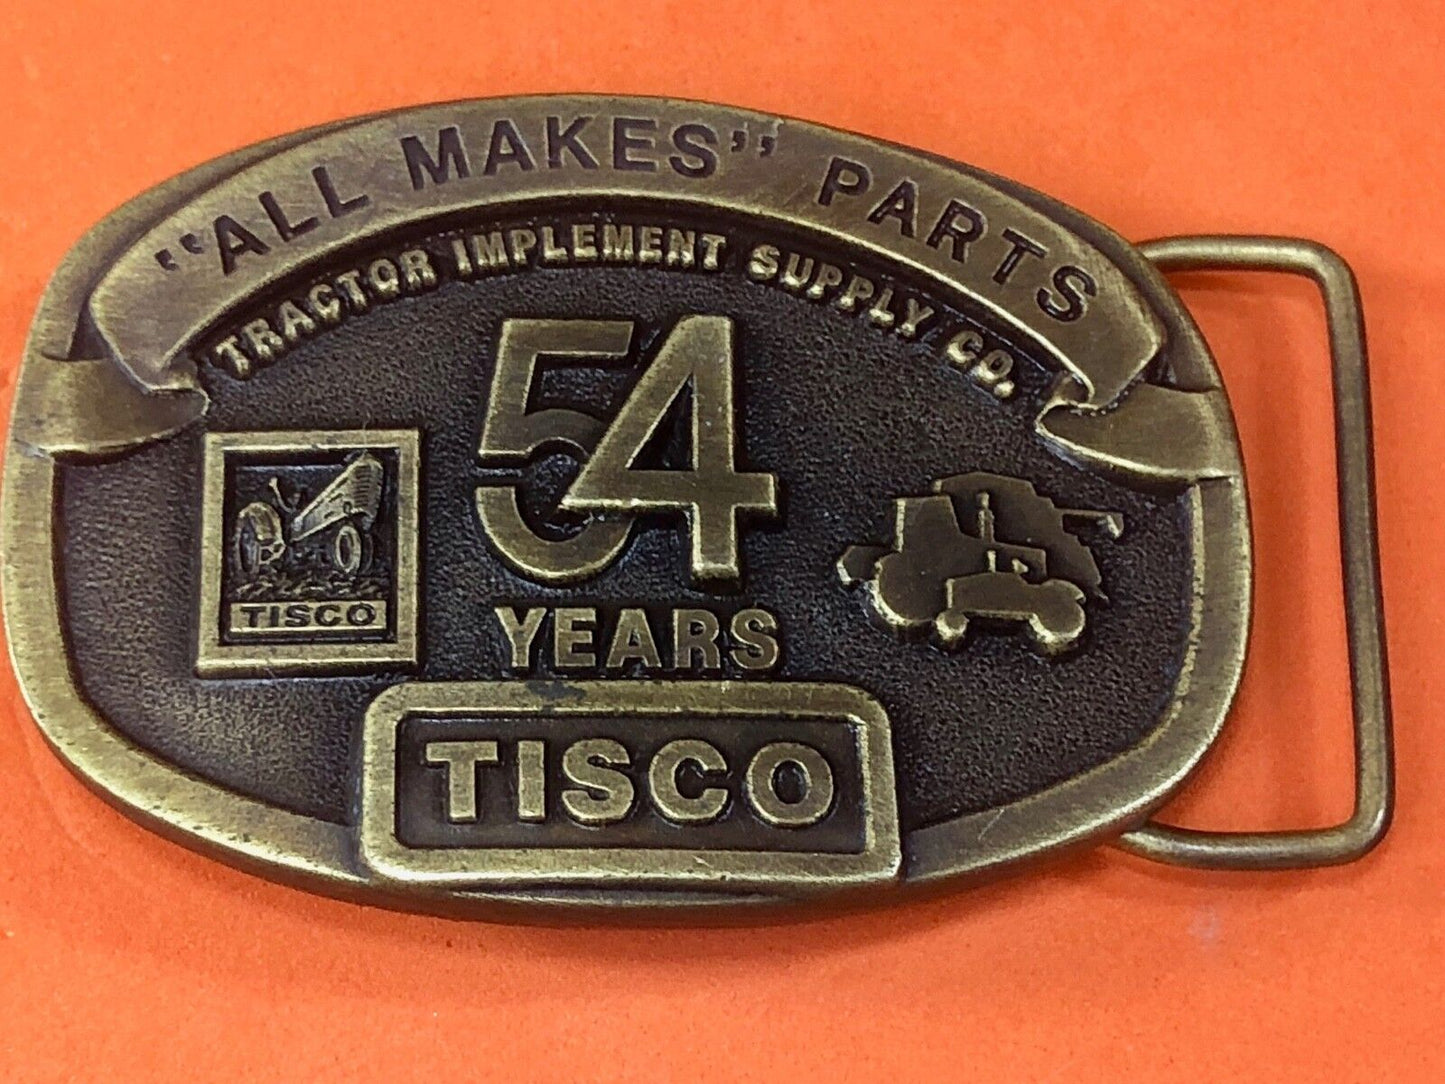 "ALL MAKES" PARTS
TRACTOR IMPLEMENT SUPPLY CO.
54
YEARS
TISCO
TISCO